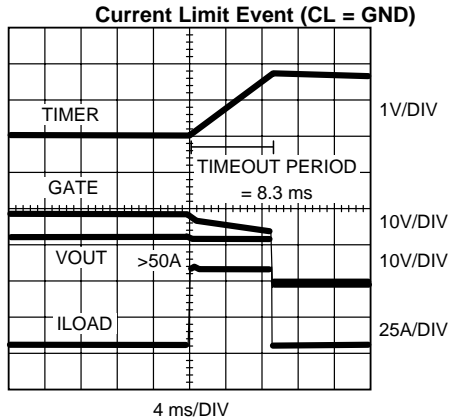 Current Limit Event (CL = GND)
TIMER
1V/DIV
TIMEOUT PERIOD
= 8.3 ms
GATE
10V/DIV
VOUT
>50A
10V/DIV
ILOAD
25A/DIV
4 ms/DIV